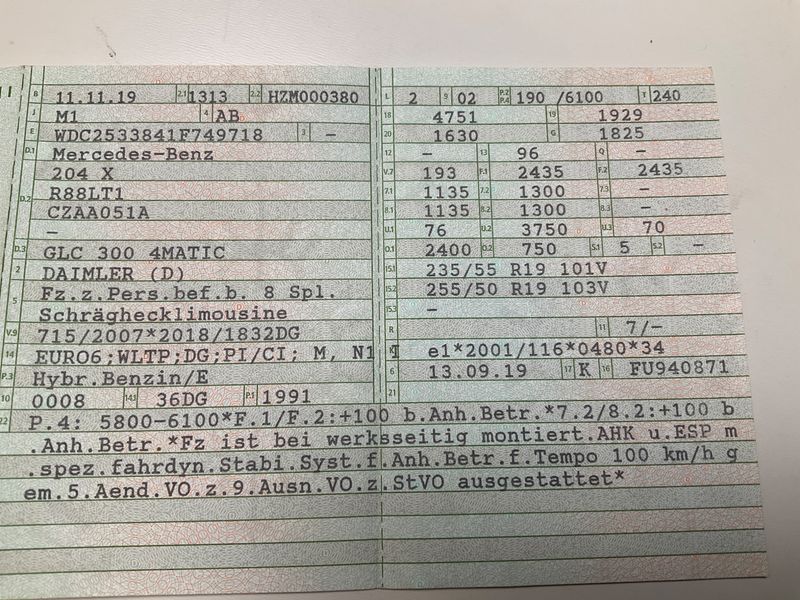 B 11.11.19 2.1 1313 2.2 HZM000380
J M1 4 AB
E WDC2533841F749718 3 –
D.1 Mercedes-Benz
204 X
D.2 R88LT1
CZAA051A
–
D.3 GLC 300 4MATIC
2 DAIMLER (D)
5 Fz.z.Pers.bef.b. 8 Spl.
Schräghecklimousine
V.9 715/2007*2018/1832DG
14 EURO6;WLTP;DG;PI/CI; M, N1 I
P.3 Hybr.Benzin/E
10 0008 14.1 36DG P.1 1991
L 2 9 02 P.2 P.4 190 /6100 T 240
18 4751 19 1929
20 1630 G 1825
12 – 13 96 Q –
V.7 193 F.1 2435 F.2 2435
7.1 1135 7.2 1300 7.3 –
8.1 1135 8.2 1300 8.3 –
U.1 76 U.2 3750 U.3 70
O.1 2400 O.2 750 S.1 5 S.2 –
15.1 235/55 R19 101V
15.2 255/50 R19 103V
15.3 –
R 11 7/–
K e1*2001/116*0480*34
6 13.09.19 17 K 16 FU940871
21
22 P.4: 5800-6100*F.1/F.2:+100 b.Anh.Betr.*7.2/8.2:+100 b
.Anh.Betr.*Fz ist bei werksseitig montiert.AHK u.ESP m
.spez.fahrdyn.Stabi.Syst.f.Anh.Betr.f.Tempo 100 km/h g
em.5.Aend.VO.z.9.Ausn.VO.z.StVO ausgestattet*